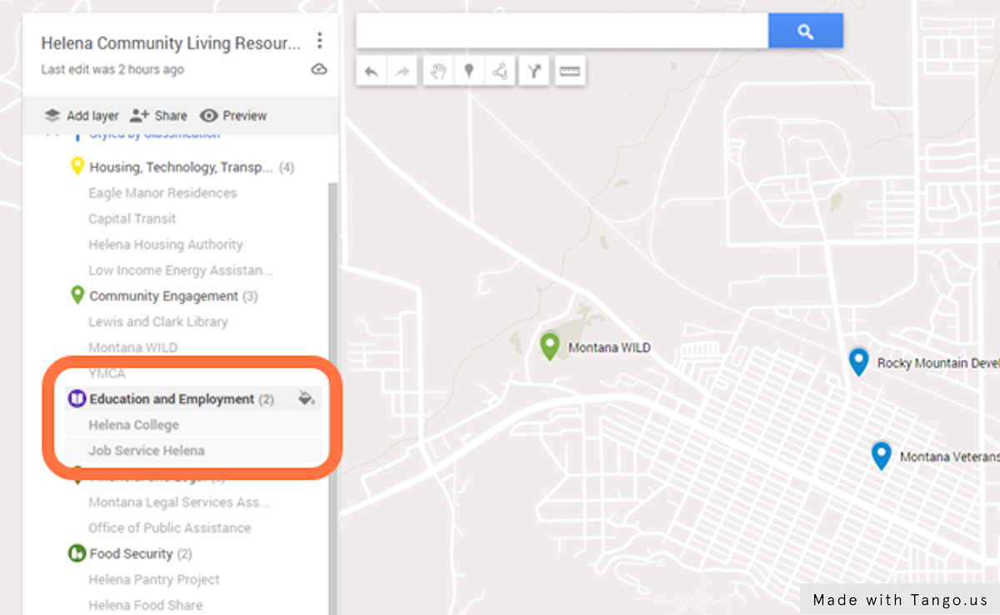 Helena Community Living Resour...
Last edit was 2 hours ago
Add layer Share Preview
Styled by Classification
Housing, Technology, Transp... (4)
Eagle Manor Residences
Capital Transit
Helena Housing Authority
Low Income Energy Assistan...
Community Engagement (3)
Lewis and Clark Library
Montana WILD
YMCA
Education and Employment (2)
Helena College
Job Service Helena
Financial and Legal
Montana Legal Services Ass...
Office of Public Assistance
Food Security (2)
Helena Pantry Project
Helena Food Share
Montana WILD
Rocky Mountain Devel
Montana Veterans
Made with Tango.us